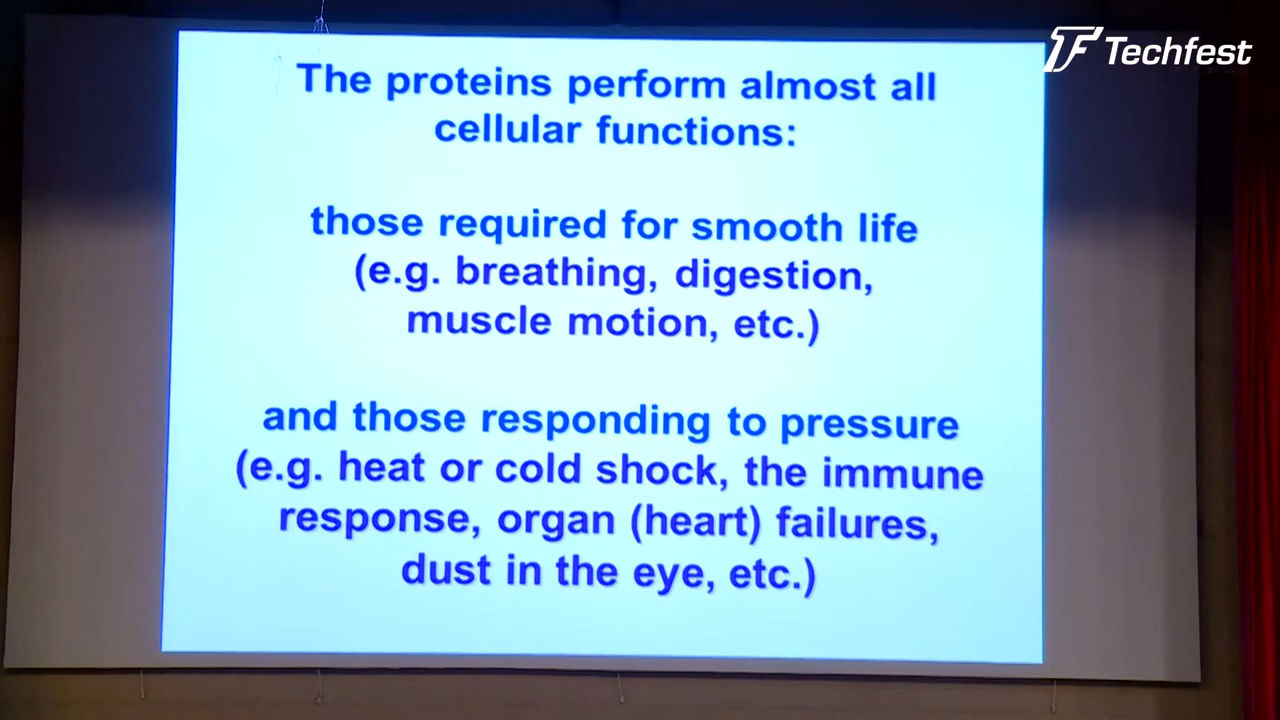 TF Techfest
The proteins perform almost all
cellular functions:
those required for smooth life
(e.g. breathing, digestion,
muscle motion, etc.)
and those responding to pressure
(e.g. heat or cold shock, the immune
response, organ (heart) failures,
dust in the eye, etc.)